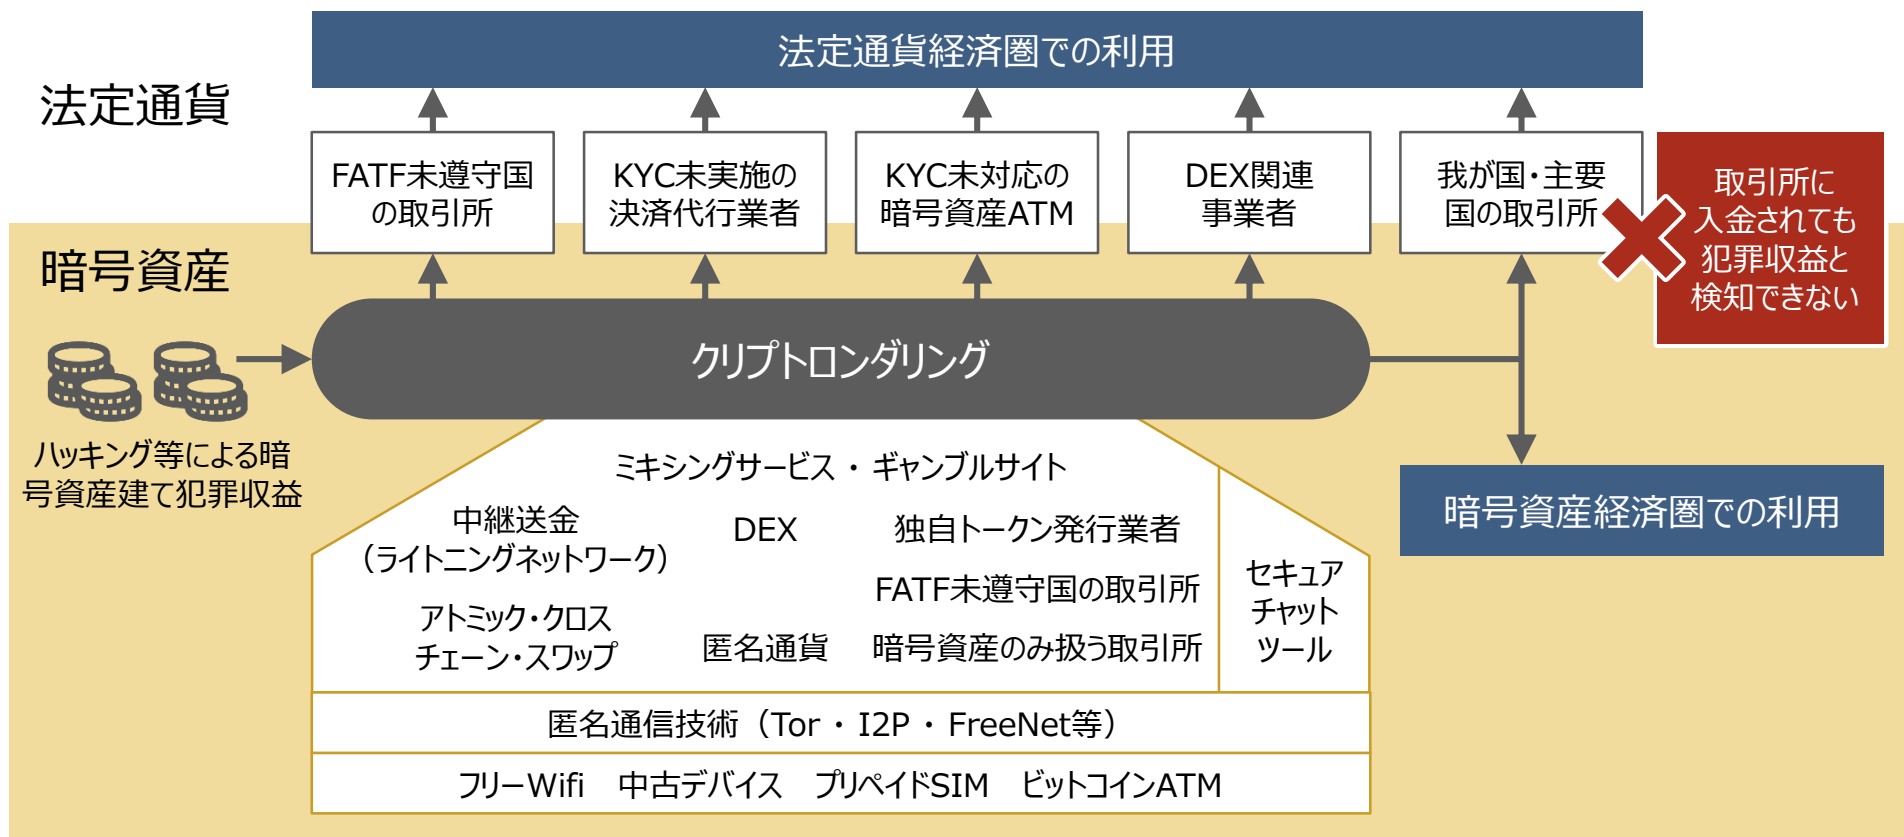 法定通貨経済圏での利用
法定通貨
FATF未遵守国
の取引所
KYC未実施の
決済代行業者
KYC未対応の
暗号資産ATM
DEX関連
事業者
我が国・主要
国の取引所
取引所に
入金されても
犯罪収益と
検知できない
暗号資産
クリプトロンダリング
ハッキング等による暗
号資産建て犯罪収益
ミキシングサービス・ギャンブルサイト
中継送金
（ライトニングネットワーク）
DEX
独自トークン発行業者
FATF未遵守国の取引所
アトミック・クロス
チェーン・スワップ
匿名通貨
暗号資産のみ扱う取引所
セキュア
チャット
ツール
暗号資産経済圏での利用
匿名通信技術（Tor・I2P・FreeNet等）
フリーWifi　中古デバイス　プリペイドSIM　ビットコインATM